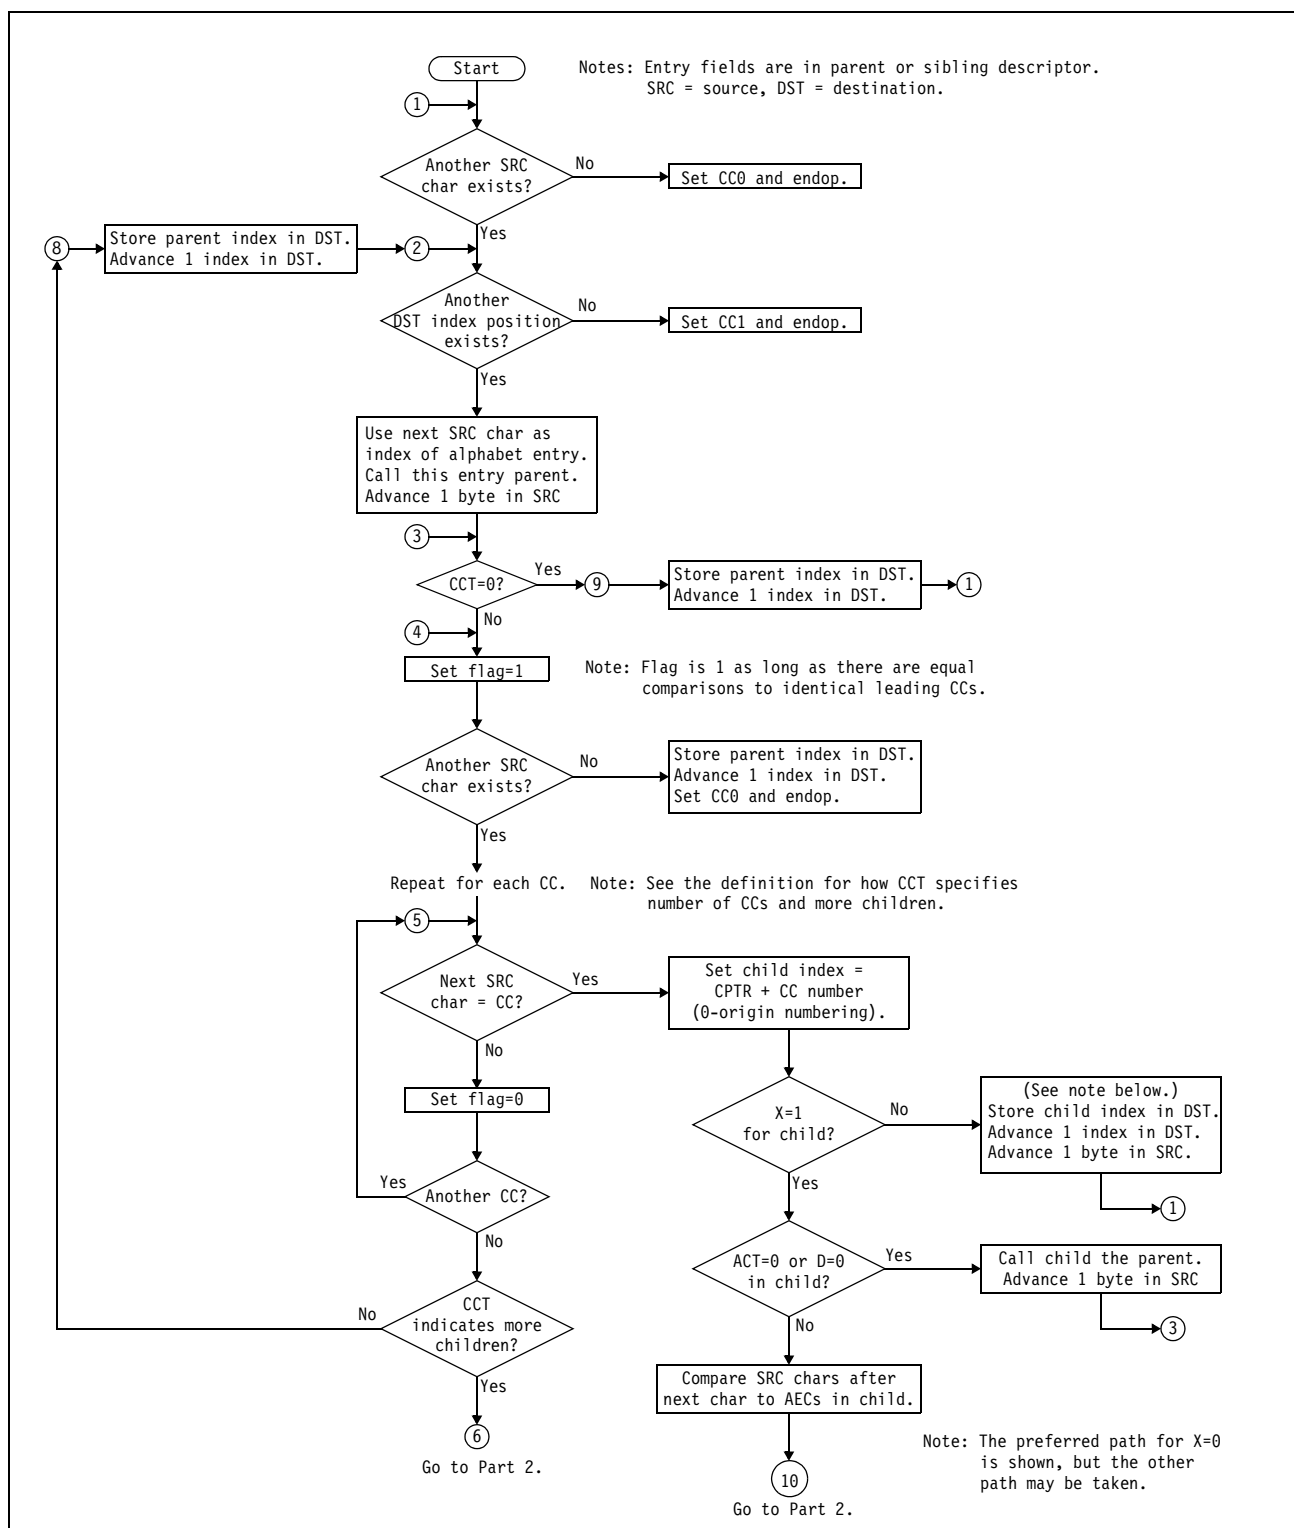 Start
Notes: Entry fields are in parent or sibling descriptor.
SRC = source, DST = destination.
1
Another SRC
char exists?
No
Set CC0 and endop.
Yes
8
Store parent index in DST.
Advance 1 index in DST.
2
Another
DST index position
exists?
No
Set CC1 and endop.
Yes
Use next SRC char as
index of alphabet entry.
Call this entry parent.
Advance 1 byte in SRC
3
CCT=0?
Yes
9
Store parent index in DST.
Advance 1 index in DST.
1
No
4
Set flag=1
Note: Flag is 1 as long as there are equal
comparisons to identical leading CCs.
Another SRC
char exists?
No
Store parent index in DST.
Advance 1 index in DST.
Set CC0 and endop.
Yes
Repeat for each CC.
Note: See the definition for how CCT specifies
number of CCs and more children.
5
Next SRC
char = CC?
Yes
Set child index =
CPTR + CC number
(0-origin numbering).
No
Set flag=0
X=1
for child?
No
(See note below.)
Store child index in DST.
Advance 1 index in DST.
Advance 1 byte in SRC.
1
Yes
Another CC?
Yes
No
ACT=0 or D=0
in child?
Yes
Call child the parent.
Advance 1 byte in SRC
3
No
CCT
indicates more
children?
No
Yes
6
Go to Part 2.
Compare SRC chars after
next char to AECs in child.
10
Go to Part 2.
Note: The preferred path for X=0
is shown, but the other
path may be taken.